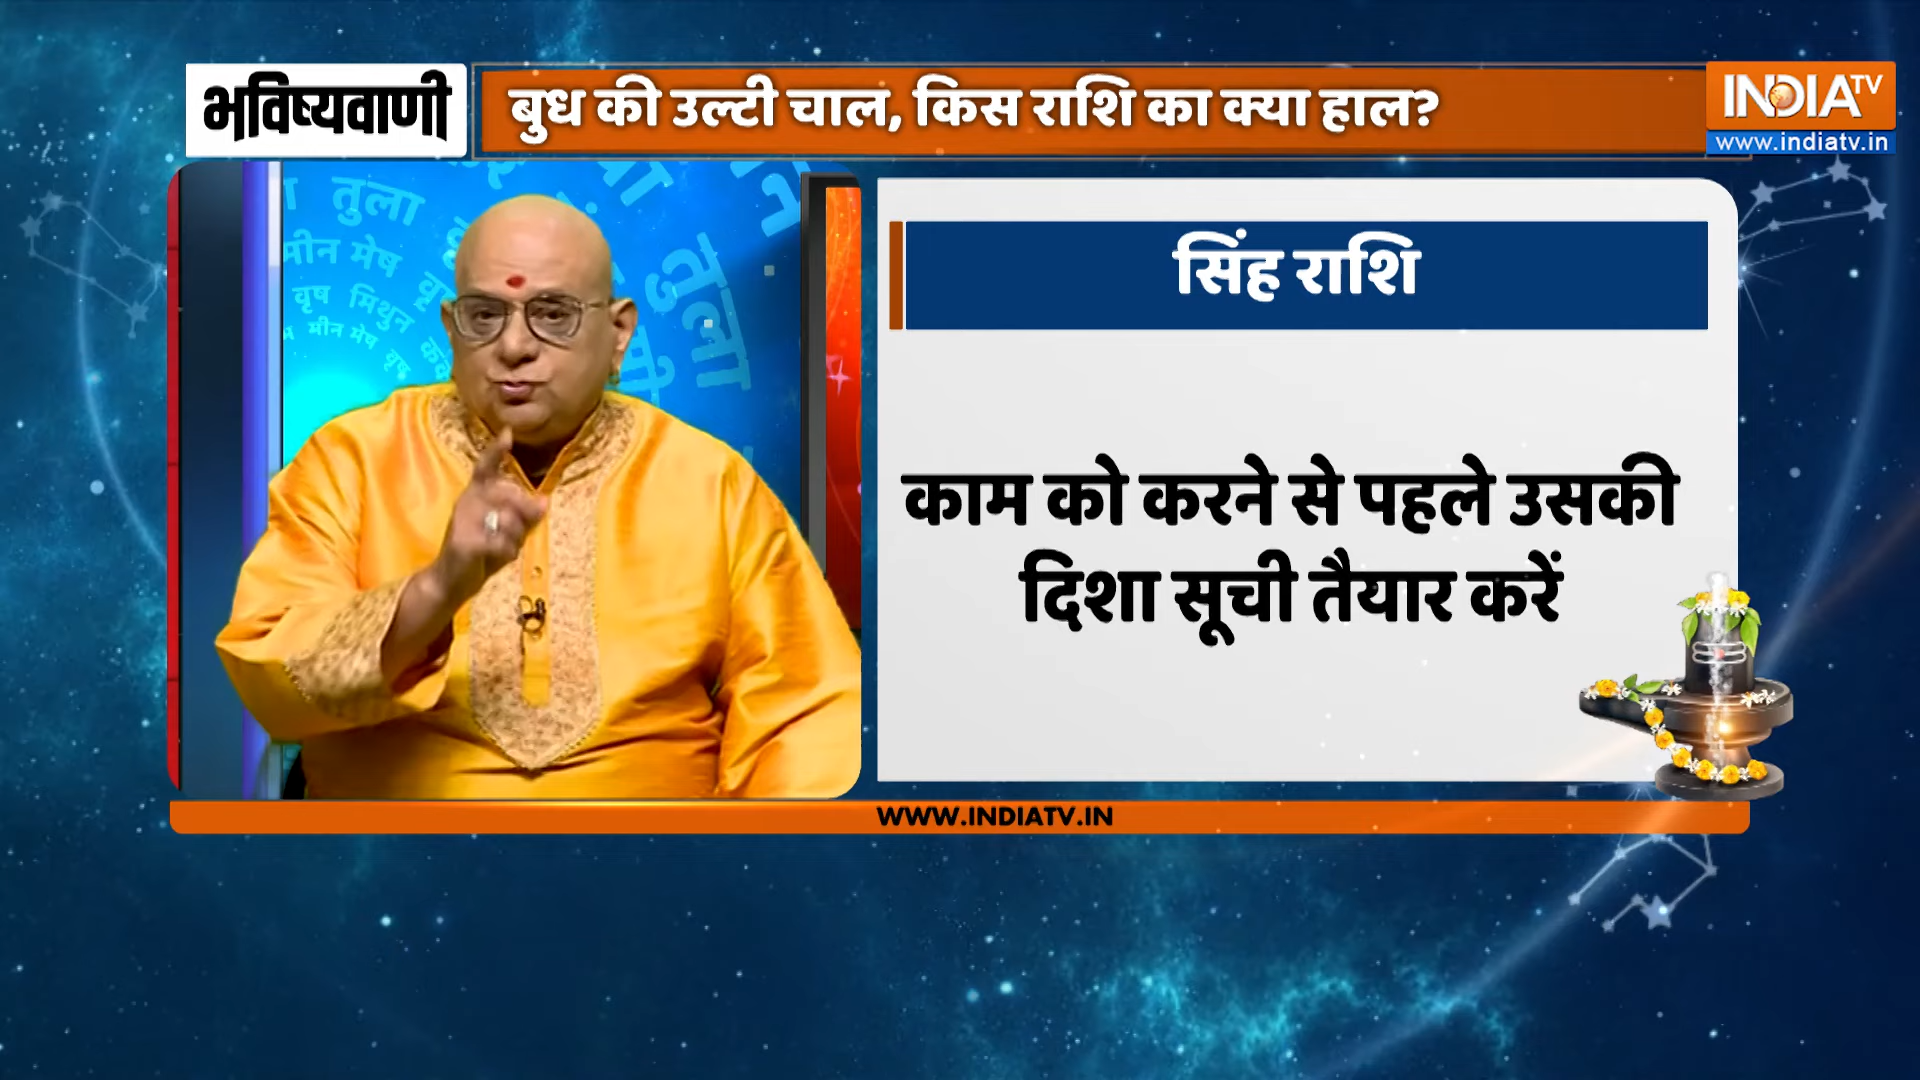 भविष्यवाणी
बुध की उल्टी चाल, किस राशि का क्या हाल?
INDIA TV
www.indiatv.in
तुला
मीन मेष
वृष मिथुन
मीन मेष वृष
तुला
सिंह राशि
काम को करने से पहले उसकी
दिशा सूची तैयार करें
WWW.INDIATV.IN